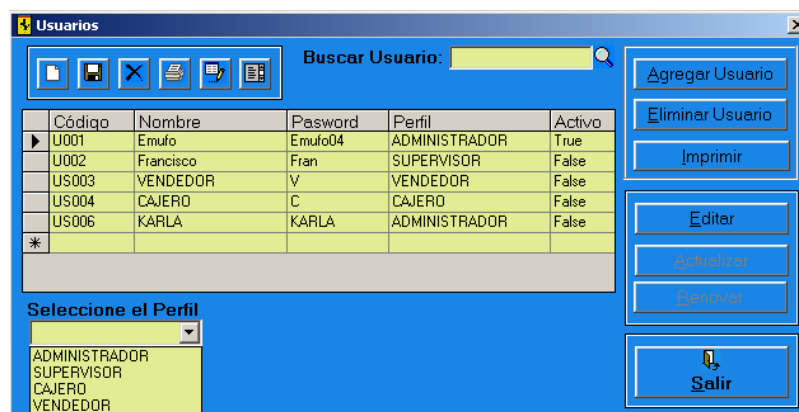 Usuarios
Buscar Usuario:
Código Nombre Pasword Perfil Activo
U001 Emufo Emufo04 ADMINISTRADOR True
U002 Francisco Fran SUPERVISOR False
US003 VENDEDOR V VENDEDOR False
US004 CAJERO C CAJERO False
US006 KARLA KARLA ADMINISTRADOR False
Seleccione el Perfil
ADMINISTRADOR
SUPERVISOR
CAJERO
VENDEDOR
Agregar Usuario
Eliminar Usuario
Imprimir
Editar
Actualizar
Renovar
Salir